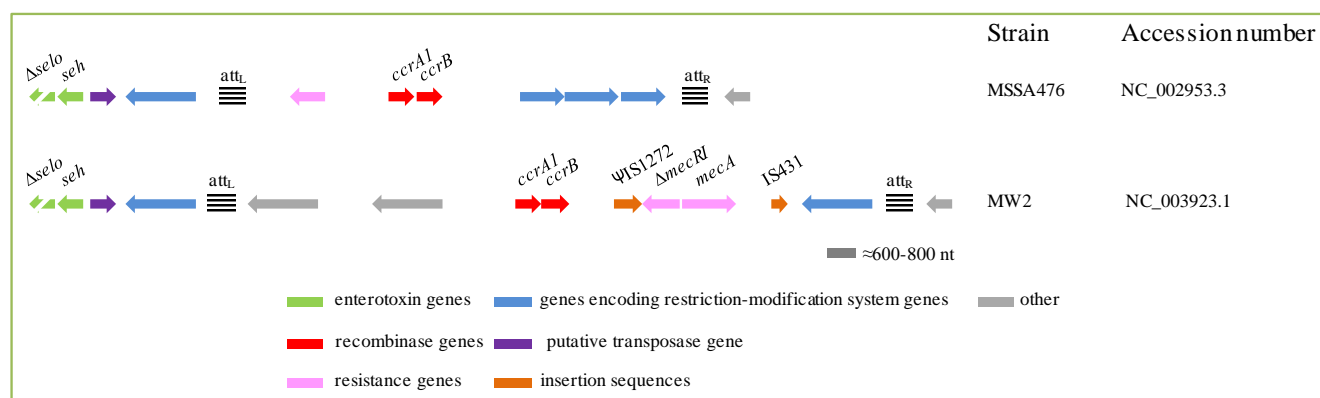 Strain Accession number
Δselo seh attL ccrA1 ccrB attR MSSA476 NC_002953.3
Δselo seh attL ccrA1 ccrB ΨIS1272 ΔmecRI mecA IS431 attR MW2 NC_003923.1
≈600-800 nt
enterotoxin genes genes encoding restriction-modification system genes other
recombinase genes putative transposase gene
resistance genes insertion sequences